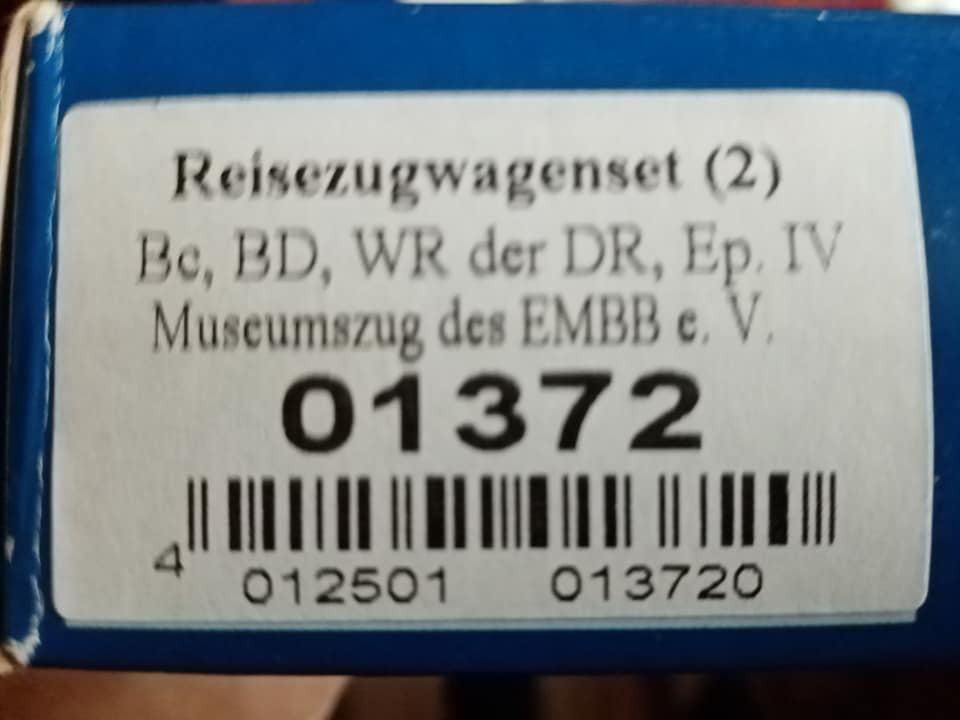 Reisezugwagenset (2)
Bc, BD, WR der DR, Ep. IV
Museumszug des EMBB e. V.
01372
4 012501 013720